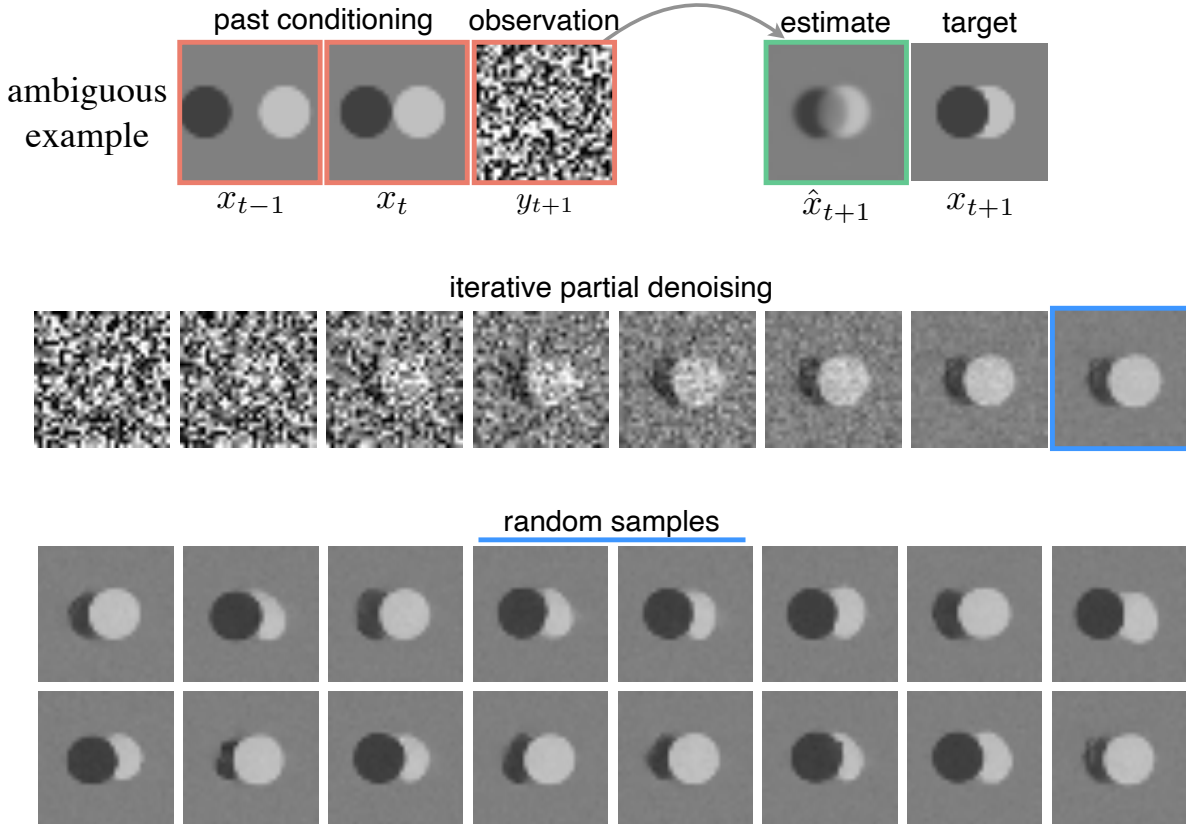 past conditioning observation estimate target
ambiguous
example
$x_{t-1}$ $x_t$ $y_{t+1}$ $\hat{x}_{t+1}$ $x_{t+1}$
iterative partial denoising
random samples